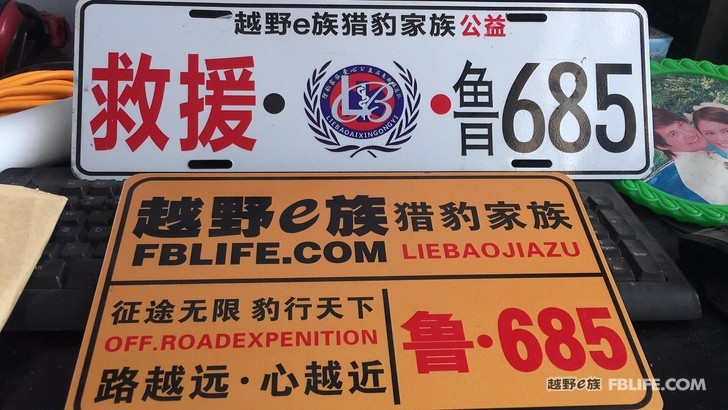 越野e族猎豹家族公益
救援·
LIEBAOAIXINGONGYI
·鲁685
越野e族猎豹家族
FBLIFE.COM LIEBAOJIAZU
征途无限 豹行天下
OFF.ROADEXPENITION
路越远·心越近
鲁·685
越野e族 FBLIFE.COM